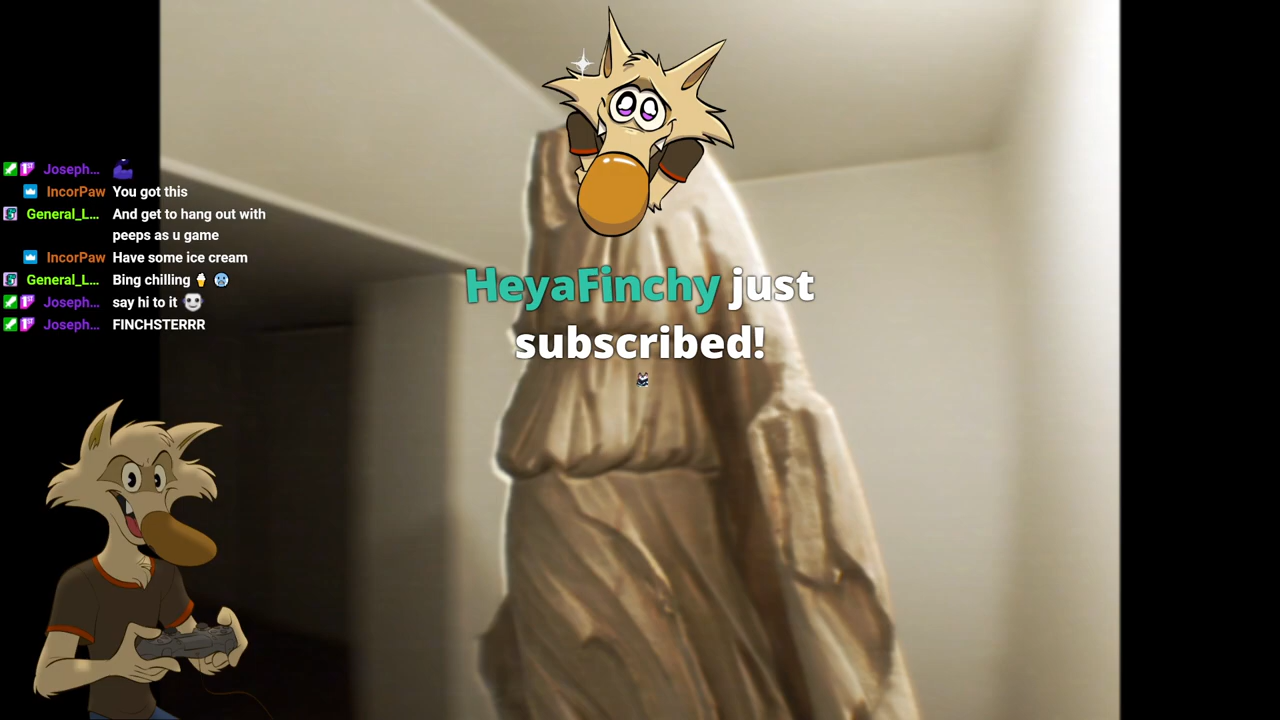 Joseph...
IncorPaw You got this
General_L... And get to hang out with
peeps as u game
IncorPaw Have some ice cream
General_L... Bing chilling 🍦 🥶
Joseph... say hi to it
Joseph... FINCHSTERRR
HeyaFinchy just
subscribed!